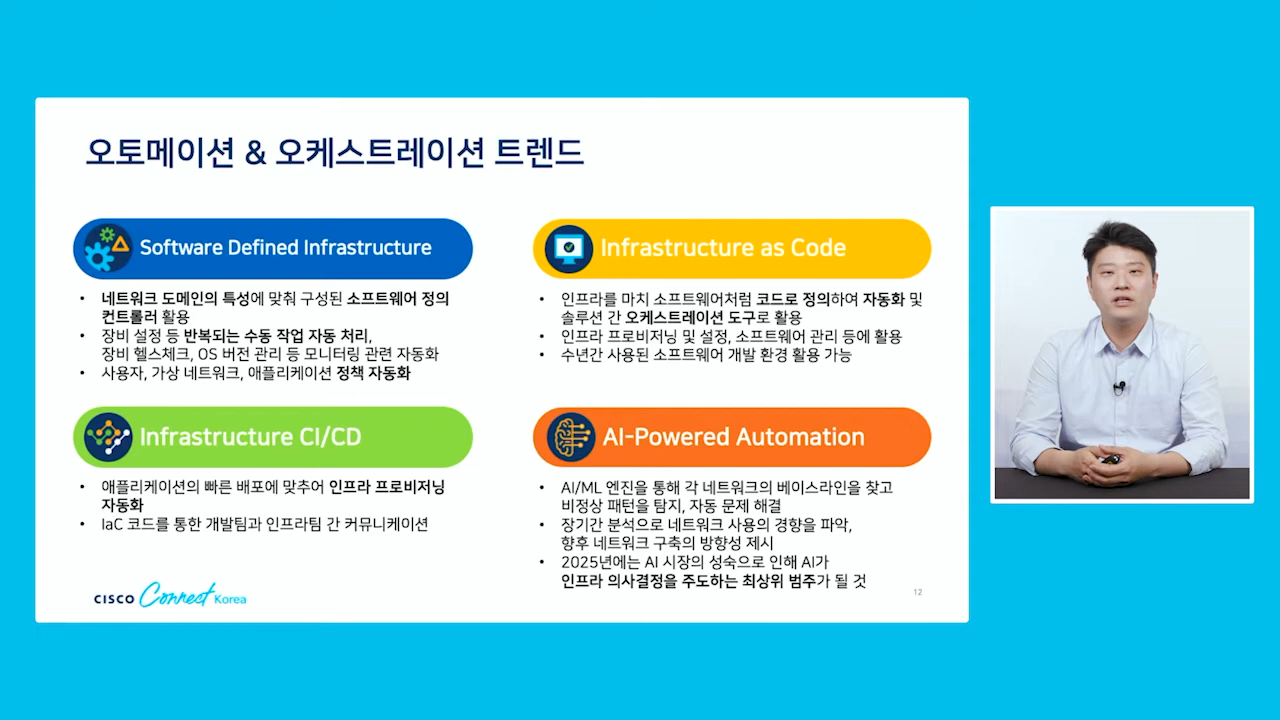 오토메이션 & 오케스트레이션 트렌드
Software Defined Infrastructure
• 네트워크 도메인의 특성에 맞춰 구성된 소프트웨어 정의
컨트롤러 활용
• 장비 설정 등 반복되는 수동 작업 자동 처리,
장비 헬스체크, OS 버전 관리 등 모니터링 관련 자동화
• 사용자, 가상 네트워크, 애플리케이션 정책 자동화
Infrastructure as Code
• 인프라를 마치 소프트웨어처럼 코드로 정의하여 자동화 및
솔루션 간 오케스트레이션 도구로 활용
• 인프라 프로비저닝 및 설정, 소프트웨어 관리 등에 활용
• 수년간 사용된 소프트웨어 개발 환경 활용 가능
Infrastructure CI/CD
• 애플리케이션의 빠른 배포에 맞추어 인프라 프로비저닝
자동화
• IaC 코드를 통한 개발팀과 인프라팀 간 커뮤니케이션
AI-Powered Automation
• AI/ML 엔진을 통해 각 네트워크의 베이스라인을 찾고
비정상 패턴을 탐지, 자동 문제 해결
• 장기간 분석으로 네트워크 사용의 경향을 파악,
향후 네트워크 구축의 방향성 제시
• 2025년에는 AI 시장의 성숙으로 인해 AI가
인프라 의사결정을 주도하는 최상위 범주가 될 것
CISCO Connect Korea
12